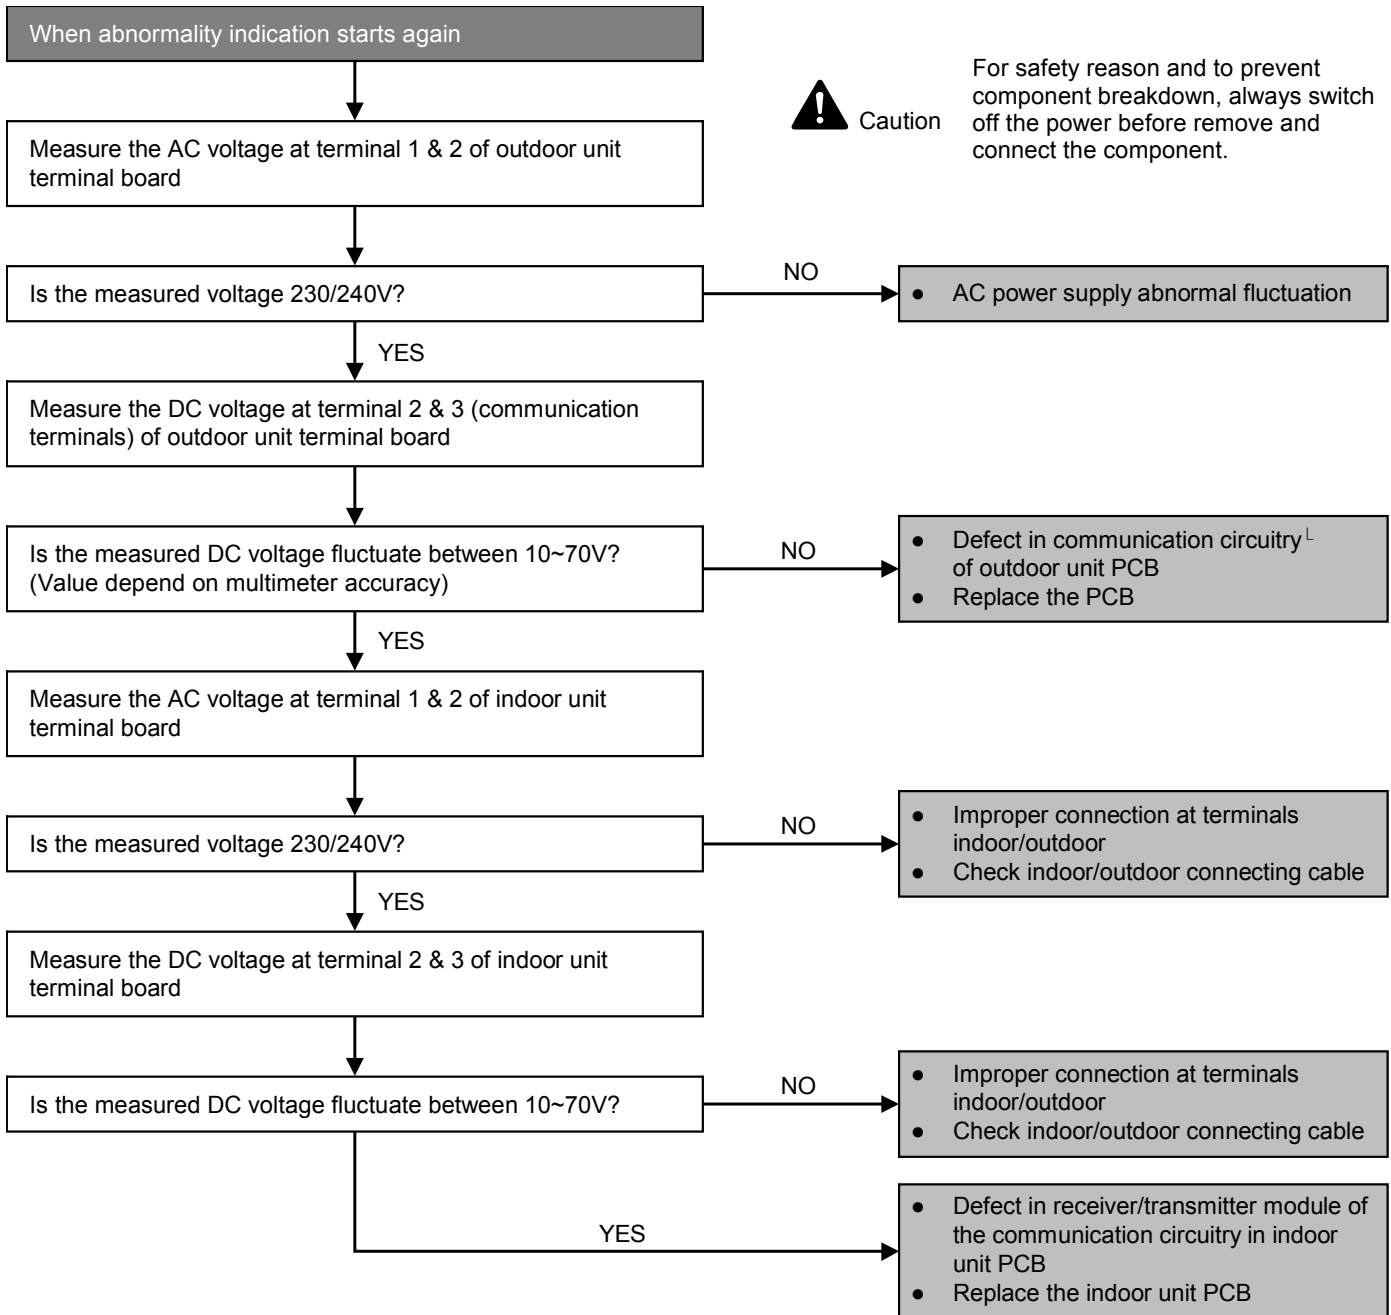 When abnormality indication starts again
For safety reason and to prevent
component breakdown, always switch
off the power before remove and
connect the component.
Caution
Measure the AC voltage at terminal 1 & 2 of outdoor unit
terminal board
Is the measured voltage 230/240V?
NO
● AC power supply abnormal fluctuation
YES
Measure the DC voltage at terminal 2 & 3 (communication
terminals) of outdoor unit terminal board
Is the measured DC voltage fluctuate between 10~70V?
(Value depend on multimeter accuracy)
NO
● Defect in communication circuitry└
of outdoor unit PCB
● Replace the PCB
YES
Measure the AC voltage at terminal 1 & 2 of indoor unit
terminal board
Is the measured voltage 230/240V?
NO
● Improper connection at terminals
indoor/outdoor
● Check indoor/outdoor connecting cable
YES
Measure the DC voltage at terminal 2 & 3 of indoor unit
terminal board
Is the measured DC voltage fluctuate between 10~70V?
NO
● Improper connection at terminals
indoor/outdoor
● Check indoor/outdoor connecting cable
YES
● Defect in receiver/transmitter module of
the communication circuitry in indoor
unit PCB
● Replace the indoor unit PCB